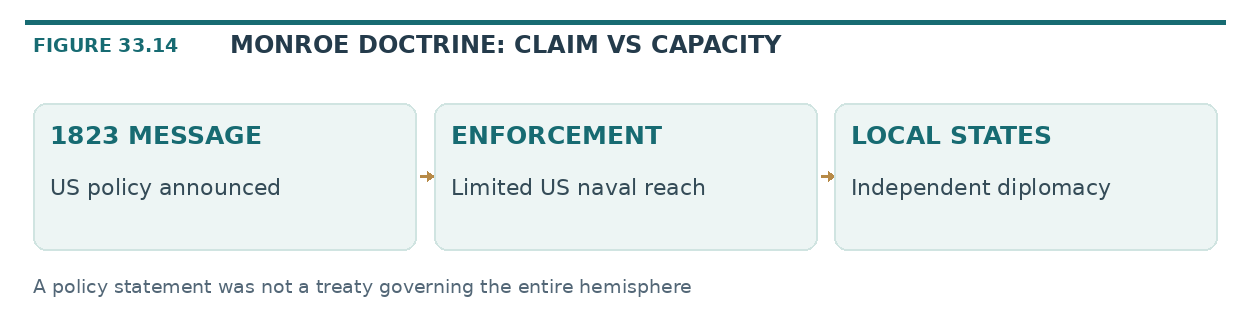 FIGURE 33.14 MONROE DOCTRINE: CLAIM VS CAPACITY
1823 MESSAGE
US policy announced
ENFORCEMENT
Limited US naval reach
LOCAL STATES
Independent diplomacy
A policy statement was not a treaty governing the entire hemisphere